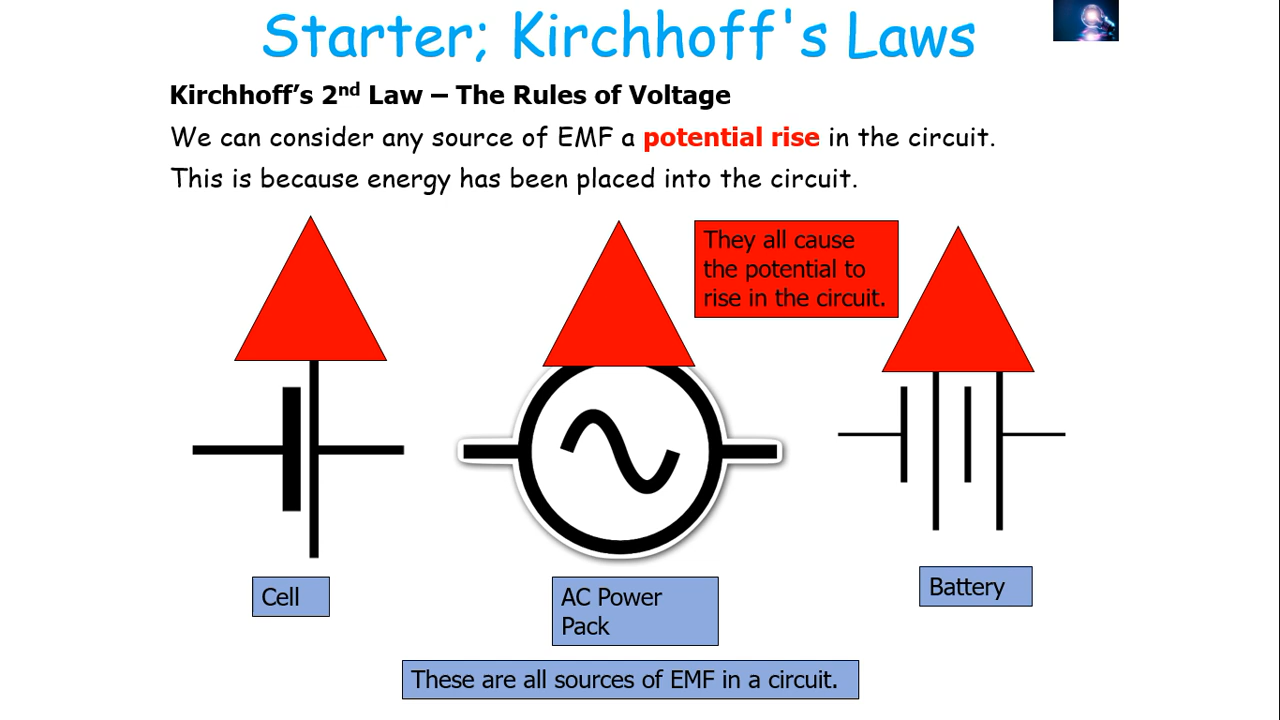 Starter; Kirchhoff's Laws
Kirchhoff’s 2nd Law – The Rules of Voltage
We can consider any source of EMF a potential rise in the circuit.
This is because energy has been placed into the circuit.
They all cause
the potential to
rise in the circuit.
Cell
AC Power
Pack
Battery
These are all sources of EMF in a circuit.